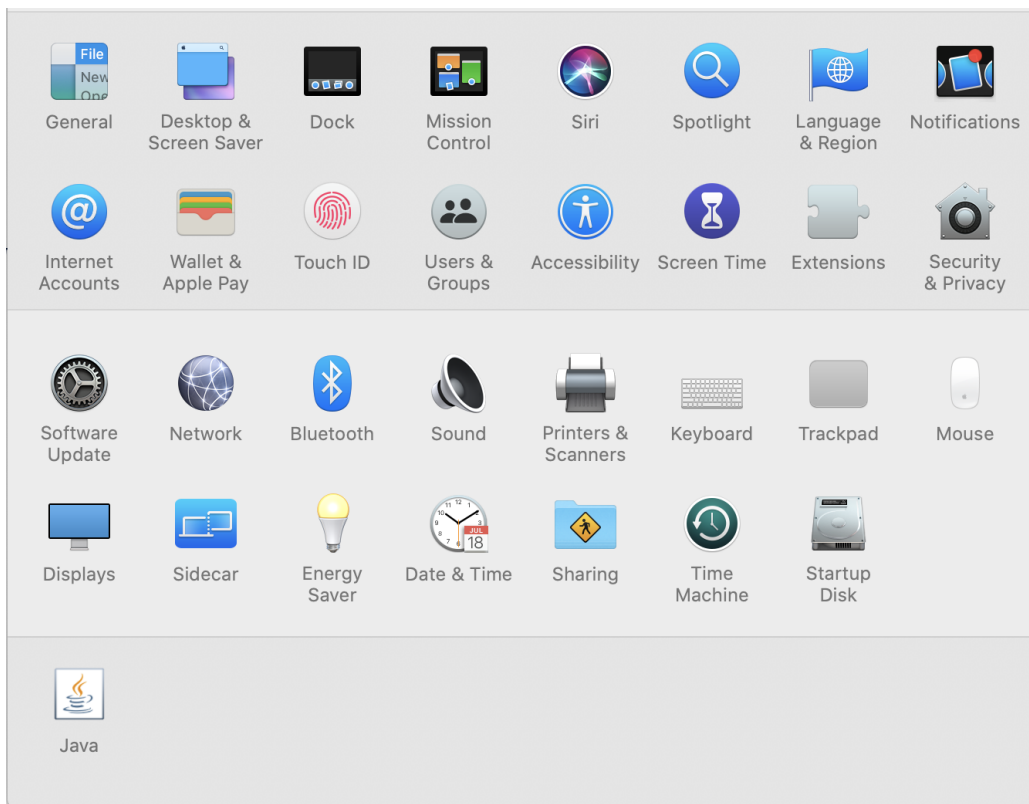 File
New
Ope
General
Desktop &
Screen Saver
Dock
Mission
Control
Siri
Spotlight
Language
& Region
Notifications
Internet
Accounts
Wallet &
Apple Pay
Touch ID
Users &
Groups
Accessibility
Screen Time
Extensions
Security
& Privacy
Software
Update
Network
Bluetooth
Sound
Printers &
Scanners
Keyboard
Trackpad
Mouse
Displays
Sidecar
Energy
Saver
JUL
18
Date & Time
Sharing
Time
Machine
Startup
Disk
Java